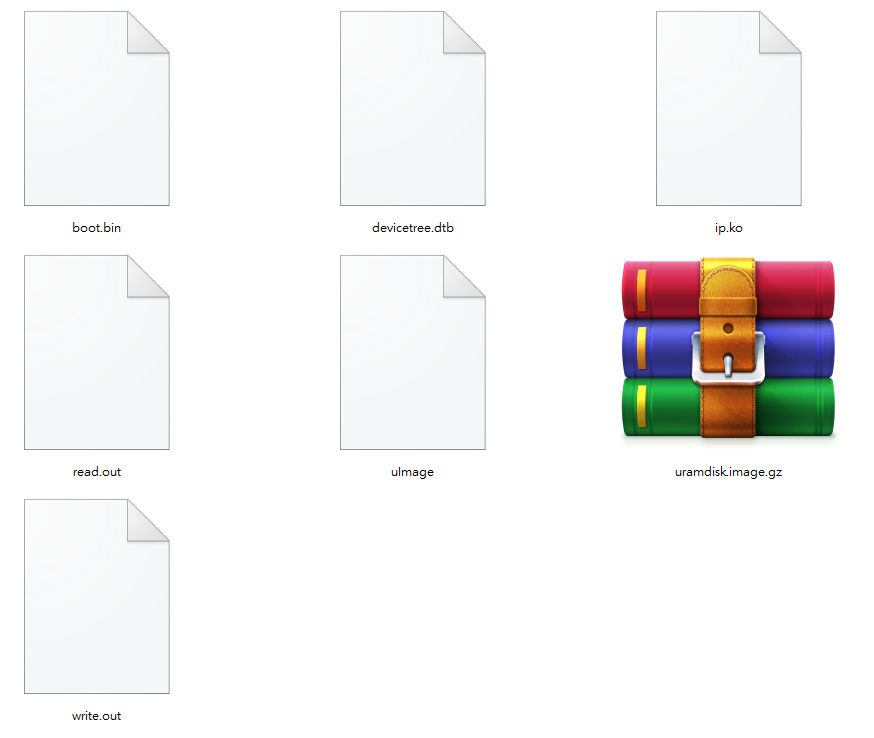 boot.bin
devicetree.dtb
ip.ko
read.out
uImage
uramdisk.image.gz
write.out